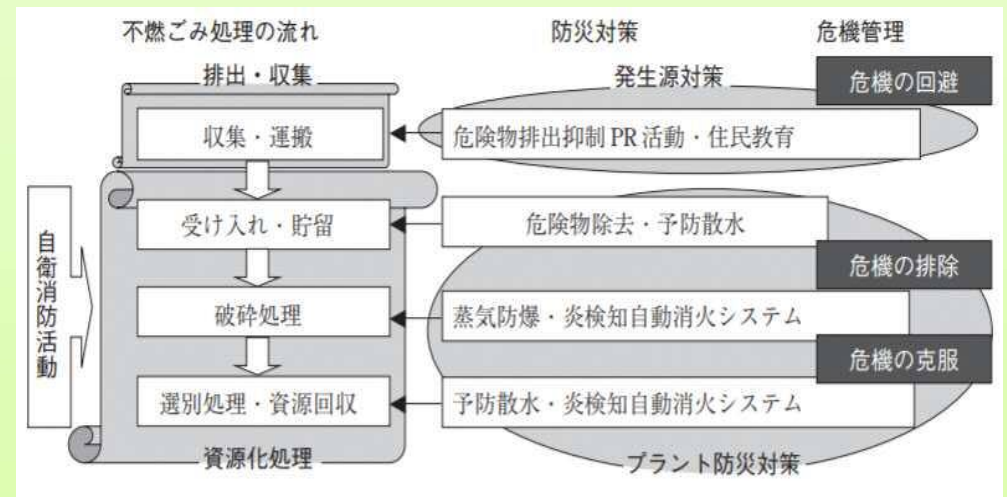 不燃ごみ処理の流れ
防災対策
危機管理
排出・収集
発生源対策
危機の回避
収集・運搬
危険物排出抑制PR活動・住民教育
受け入れ・貯留
危険物除去・予防散水
自衛消防活動
危機の排除
破砕処理
蒸気防爆・炎検知自動消火システム
危機の克服
選別処理・資源回収
予防散水・炎検知自動消火システム
資源化処理
プラント防災対策